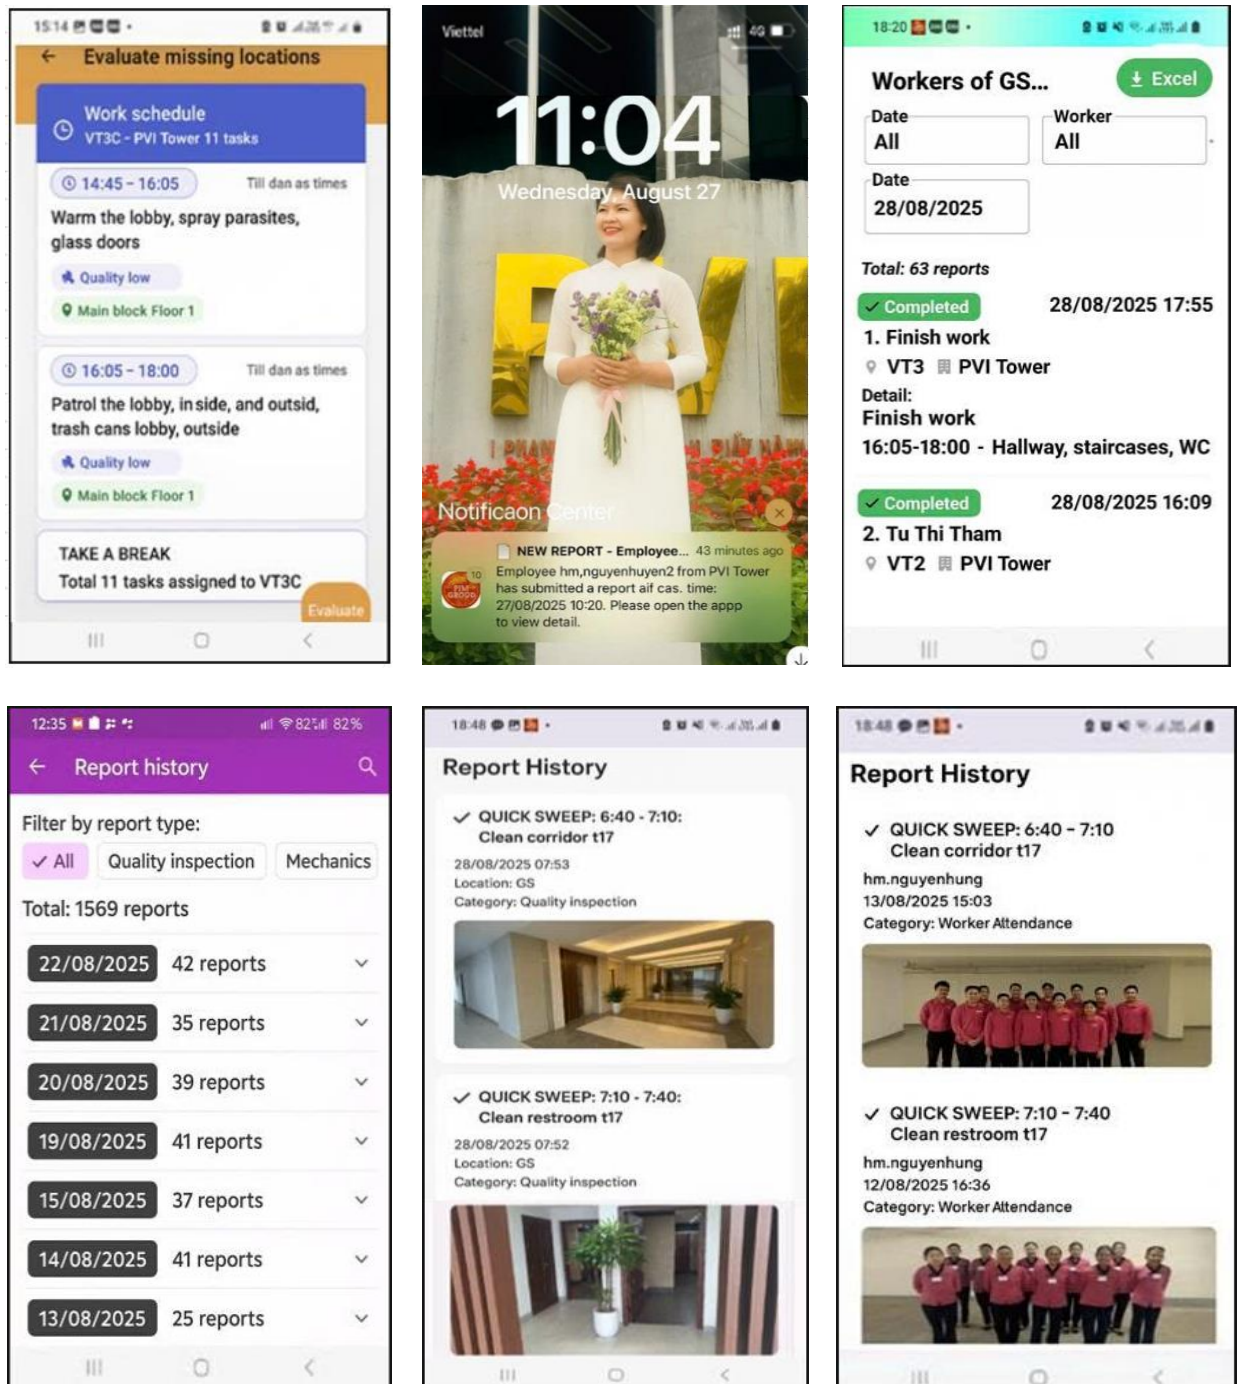 15:14
Evaluate missing locations
Work schedule
VT3C - PVI Tower 11 tasks
14:45 – 16:05
Till dan as times
Warm the lobby, spray parasites,
glass doors
Quality low
Main block Floor 1
16:05 – 18:00
Till dan as times
Patrol the lobby, in side, and outsid,
trash cans lobby, outside
Quality low
Main block Floor 1
TAKE A BREAK
Total 11 tasks assigned to VT3C
Evaluate
Viettel
4G
11:04
Wednesday, August 27
PVI
Notificaon Center
NEW REPORT - Employee... 43 minutes ago
10
Employee hm,nguyenhuyen2 from PVI Tower
has submitted a report aif cas. time:
27/08/2025 10:20. Please open the appp
to view detail.
18:20
Workers of GS...
Excel
Date
All
Worker
All
Date
28/08/2025
Total: 63 reports
Completed
28/08/2025 17:55
1. Finish work
VT3 PVI Tower
Detail:
Finish work
16:05-18:00 - Hallway, staircases, WC
Completed
28/08/2025 16:09
2. Tu Thi Tham
VT2 PVI Tower
12:35
82%
Report history
Filter by report type:
All
Quality inspection
Mechanics
Total: 1569 reports
22/08/2025 42 reports
21/08/2025 35 reports
20/08/2025 39 reports
19/08/2025 41 reports
15/08/2025 37 reports
14/08/2025 41 reports
13/08/2025 25 reports
18:48
Report History
QUICK SWEEP: 6:40 - 7:10:
Clean corridor t17
28/08/2025 07:53
Location: GS
Category: Quality inspection
QUICK SWEEP: 7:10 - 7:40:
Clean restroom t17
28/08/2025 07:52
Location: GS
Category: Quality inspection
18:48
Report History
QUICK SWEEP: 6:40 – 7:10
Clean corridor t17
hm.nguyenhung
13/08/2025 15:03
Category: Worker Attendance
QUICK SWEEP: 7:10 – 7:40
Clean restroom t17
hm.nguyenhung
12/08/2025 16:36
Category: Worker Attendance